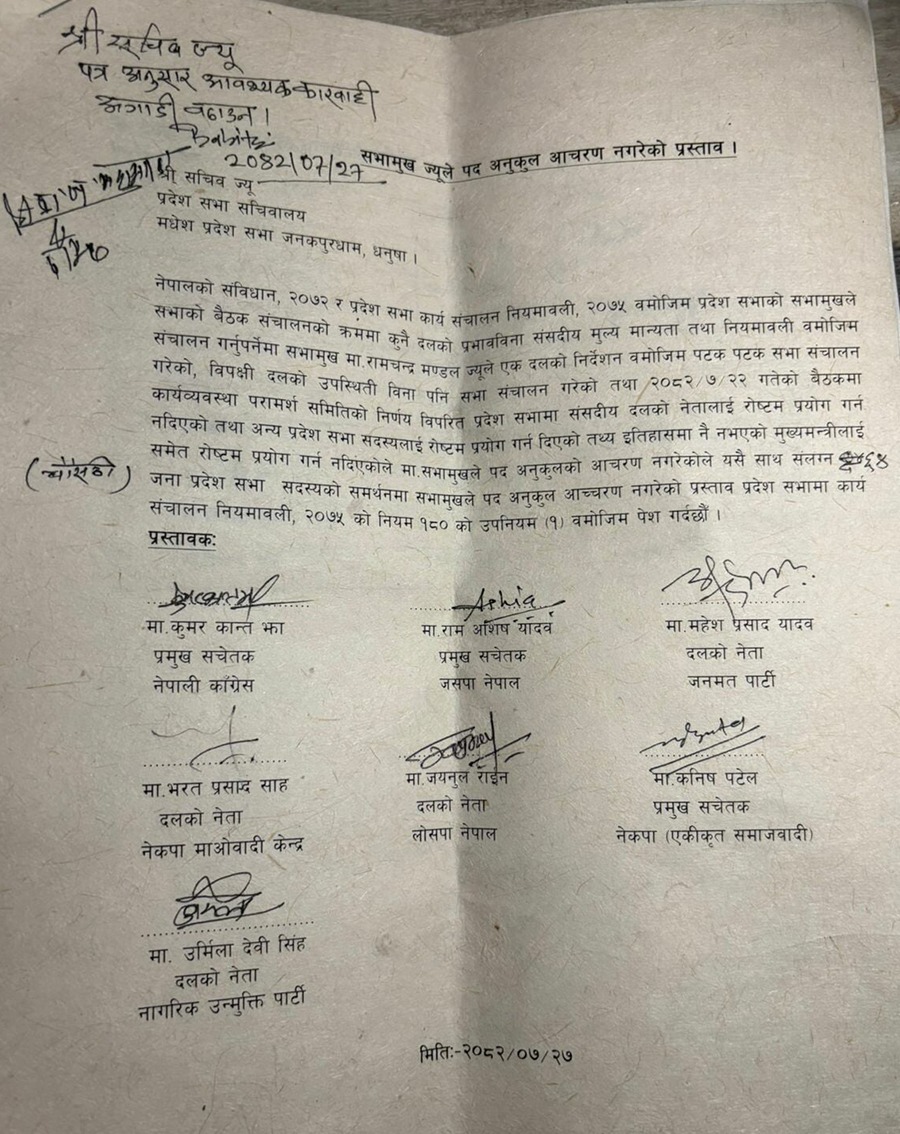 श्री सचिव ज्यू
पत्र अनुसार आवश्यक कारवाही
अगाडी बढाउन ।
2082/07/27
सभामुख ज्यूले पद अनुकुल आचरण नगरेको प्रस्ताव ।
श्री सचिव ज्यू
प्रदेश सभा सचिवालय
मधेश प्रदेश सभा जनकपुरधाम, धनुषा ।
नेपालको संविधान, २०७२ र प्रदेश सभा कार्य संचालन नियमावली, २०७५ वमोजिम प्रदेश सभाको सभामुखले
सभाको बैठक संचालनको क्रममा कुनै दलको प्रभावविना संसदीय मुल्य मान्यता तथा नियमावली वमोजिम
संचालन गर्नुपर्नेमा सभामुख मा.रामचन्द्र मण्डल ज्यूले एक दलको निर्देशन वमोजिम पटक पटक सभा संचालन
गरेको, विपक्षी दलको उपस्थिती विना पनि सभा संचालन गरेको तथा २०८२/७/२२ गतेको बैठकमा
कार्यव्यवस्था परामर्श समितिको निर्णय विपरित प्रदेश सभामा संसदीय दलको नेतालाई रोष्टम प्रयोग गर्न
नदिएको तथा अन्य प्रदेश सभा सदस्यलाई रोष्टम प्रयोग गर्न दिएको तथ्य इतिहासमा नै नभएको मुख्यमन्त्रीलाई
समेत रोष्टम प्रयोग गर्न नदिएकोले मा.सभामुखले पद अनुकुलको आचरण नगरेकोले यसै साथ संलग्न ६४
(चौसठी) जना प्रदेश सभा सदस्यको समर्थनमा सभामुखले पद अनुकुल आच्चरण नगरेको प्रस्ताव प्रदेश सभामा कार्य
संचालन नियमावली, २०७५ को नियम १८० को उपनियम (१) वमोजिम पेश गर्दछौं ।
प्रस्तावकः
Ashis
मा.कुमर कान्त झा
प्रमुख सचेतक
नेपाली काँग्रेस
मा.राम अशिष यादव
प्रमुख सचेतक
जसपा नेपाल
मा.महेश प्रसाद यादव
दलको नेता
जनमत पार्टी
मा.भरत प्रसाद साह
दलको नेता
नेकपा माओवादी केन्द्र
मा.जयनुल राईन
दलको नेता
लोसपा नेपाल
मा.कनिष पटेल
प्रमुख सचेतक
नेकपा (एकीकृत समाजवादी)
मा. उर्मिला देवी सिंह
दलको नेता
नागरिक उन्मुक्ति पार्टी
मितिः-२०८२/०७/२७